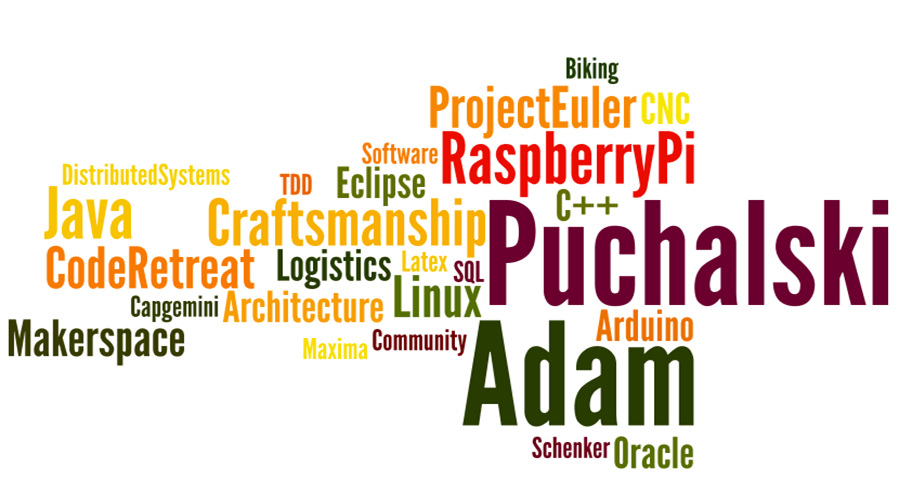 Biking
ProjectEuler CNC
Software RaspberryPi
DistributedSystems TDD Eclipse
Java Craftsmanship C++ Puchalski
CodeRetreat Logistics Latex SQL
Capgemini Architecture Linux
Makerspace Maxima Community Adam Arduino
Schenker Oracle